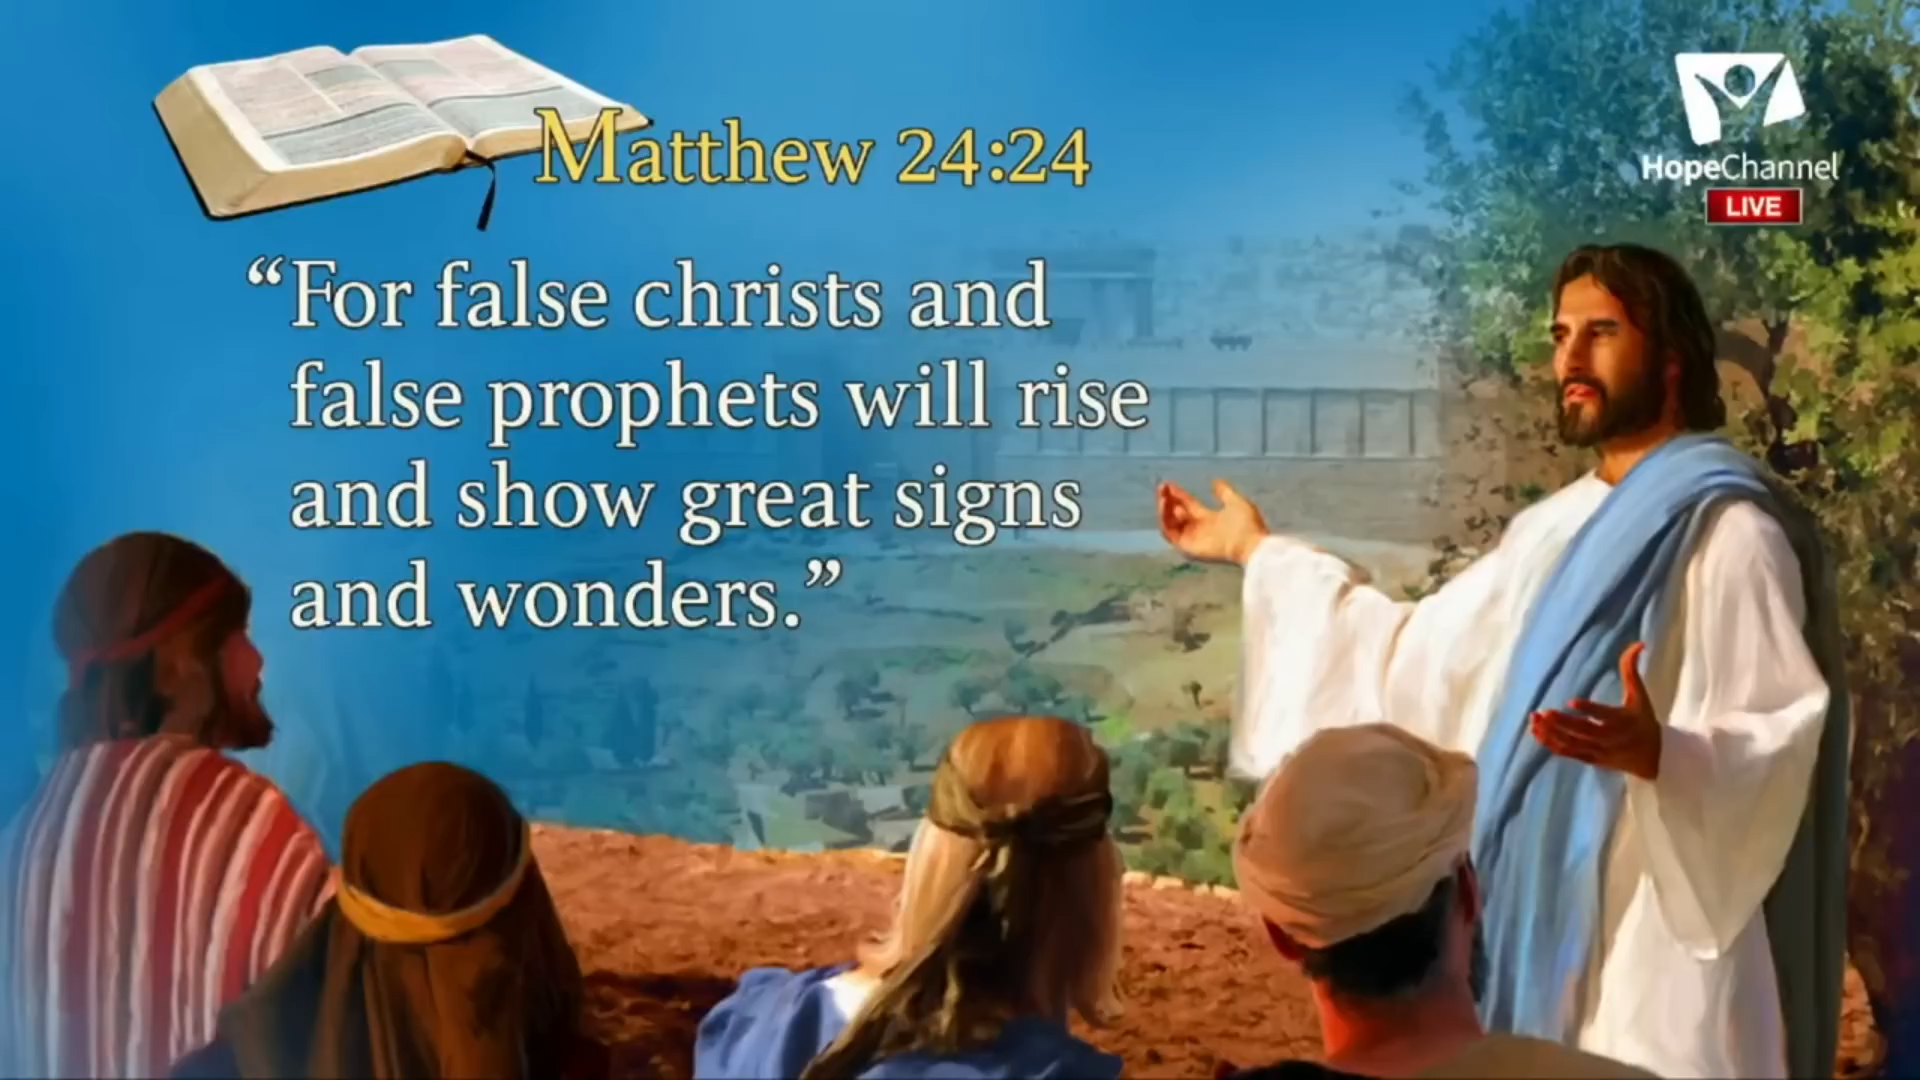 Matthew 24:24
HopeChannel
LIVE
“For false christs and
false prophets will rise
and show great signs
and wonders.”